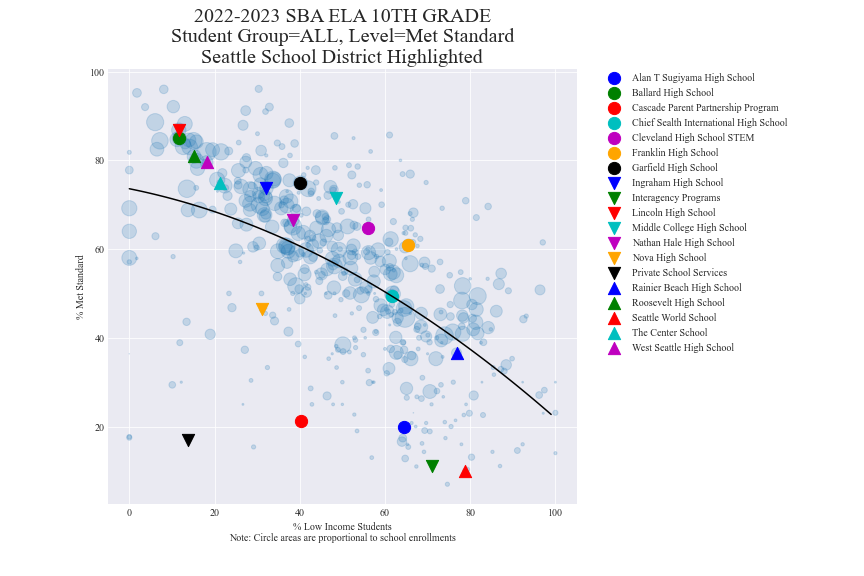 2022-2023 SBA ELA 10TH GRADE
Student Group=ALL, Level=Met Standard
Seattle School District Highlighted
100
80
60
40
20
% Met Standard
0 20 40 60 80 100
% Low Income Students
Note: Circle areas are proportional to school enrollments
Alan T Sugiyama High School
Ballard High School
Cascade Parent Partnership Program
Chief Sealth International High School
Cleveland High School STEM
Franklin High School
Garfield High School
Ingraham High School
Interagency Programs
Lincoln High School
Middle College High School
Nathan Hale High School
Nova High School
Private School Services
Rainier Beach High School
Roosevelt High School
Seattle World School
The Center School
West Seattle High School